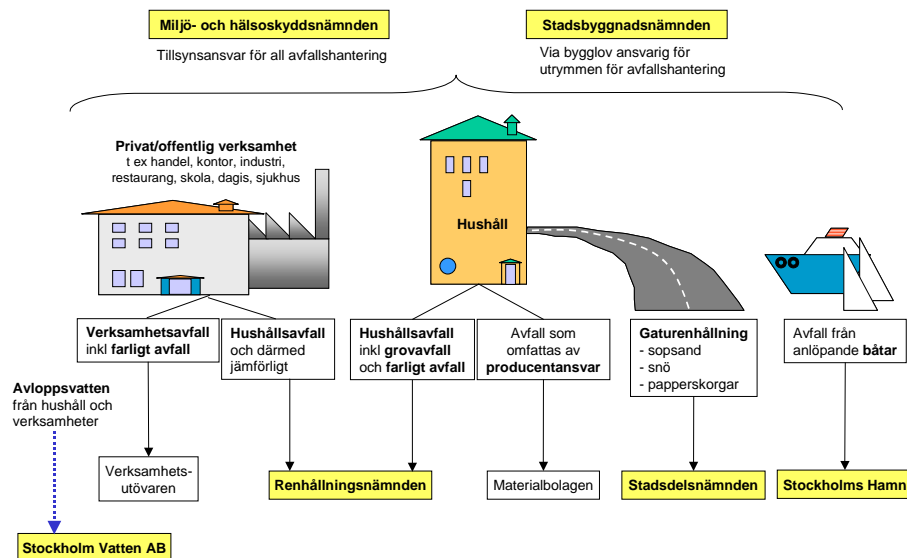 Miljö- och hälsoskyddsnämnden
Tillsynsansvar för all avfallshantering
Stadsbyggnadsnämnden
Via bygglov ansvarig för
utrymmen för avfallshantering
Privat/offentlig verksamhet
t ex handel, kontor, industri,
restaurang, skola, dagis, sjukhus
Hushåll
Verksamhetsavfall
inkl farligt avfall
Hushållsavfall
och därmed
jämförligt
Hushållsavfall
inkl grovavfall
och farligt avfall
Avfall som
omfattas av
producentansvar
Gaturenhållning
- sopsand
- snö
- papperskorgar
Avfall från
anlöpande båtar
Avloppsvatten
från hushåll och
verksamheter
Verksamhets-
utövaren
Renhållningsnämnden
Materialbolagen
Stadsdelsnämnden
Stockholms Hamn
Stockholm Vatten AB